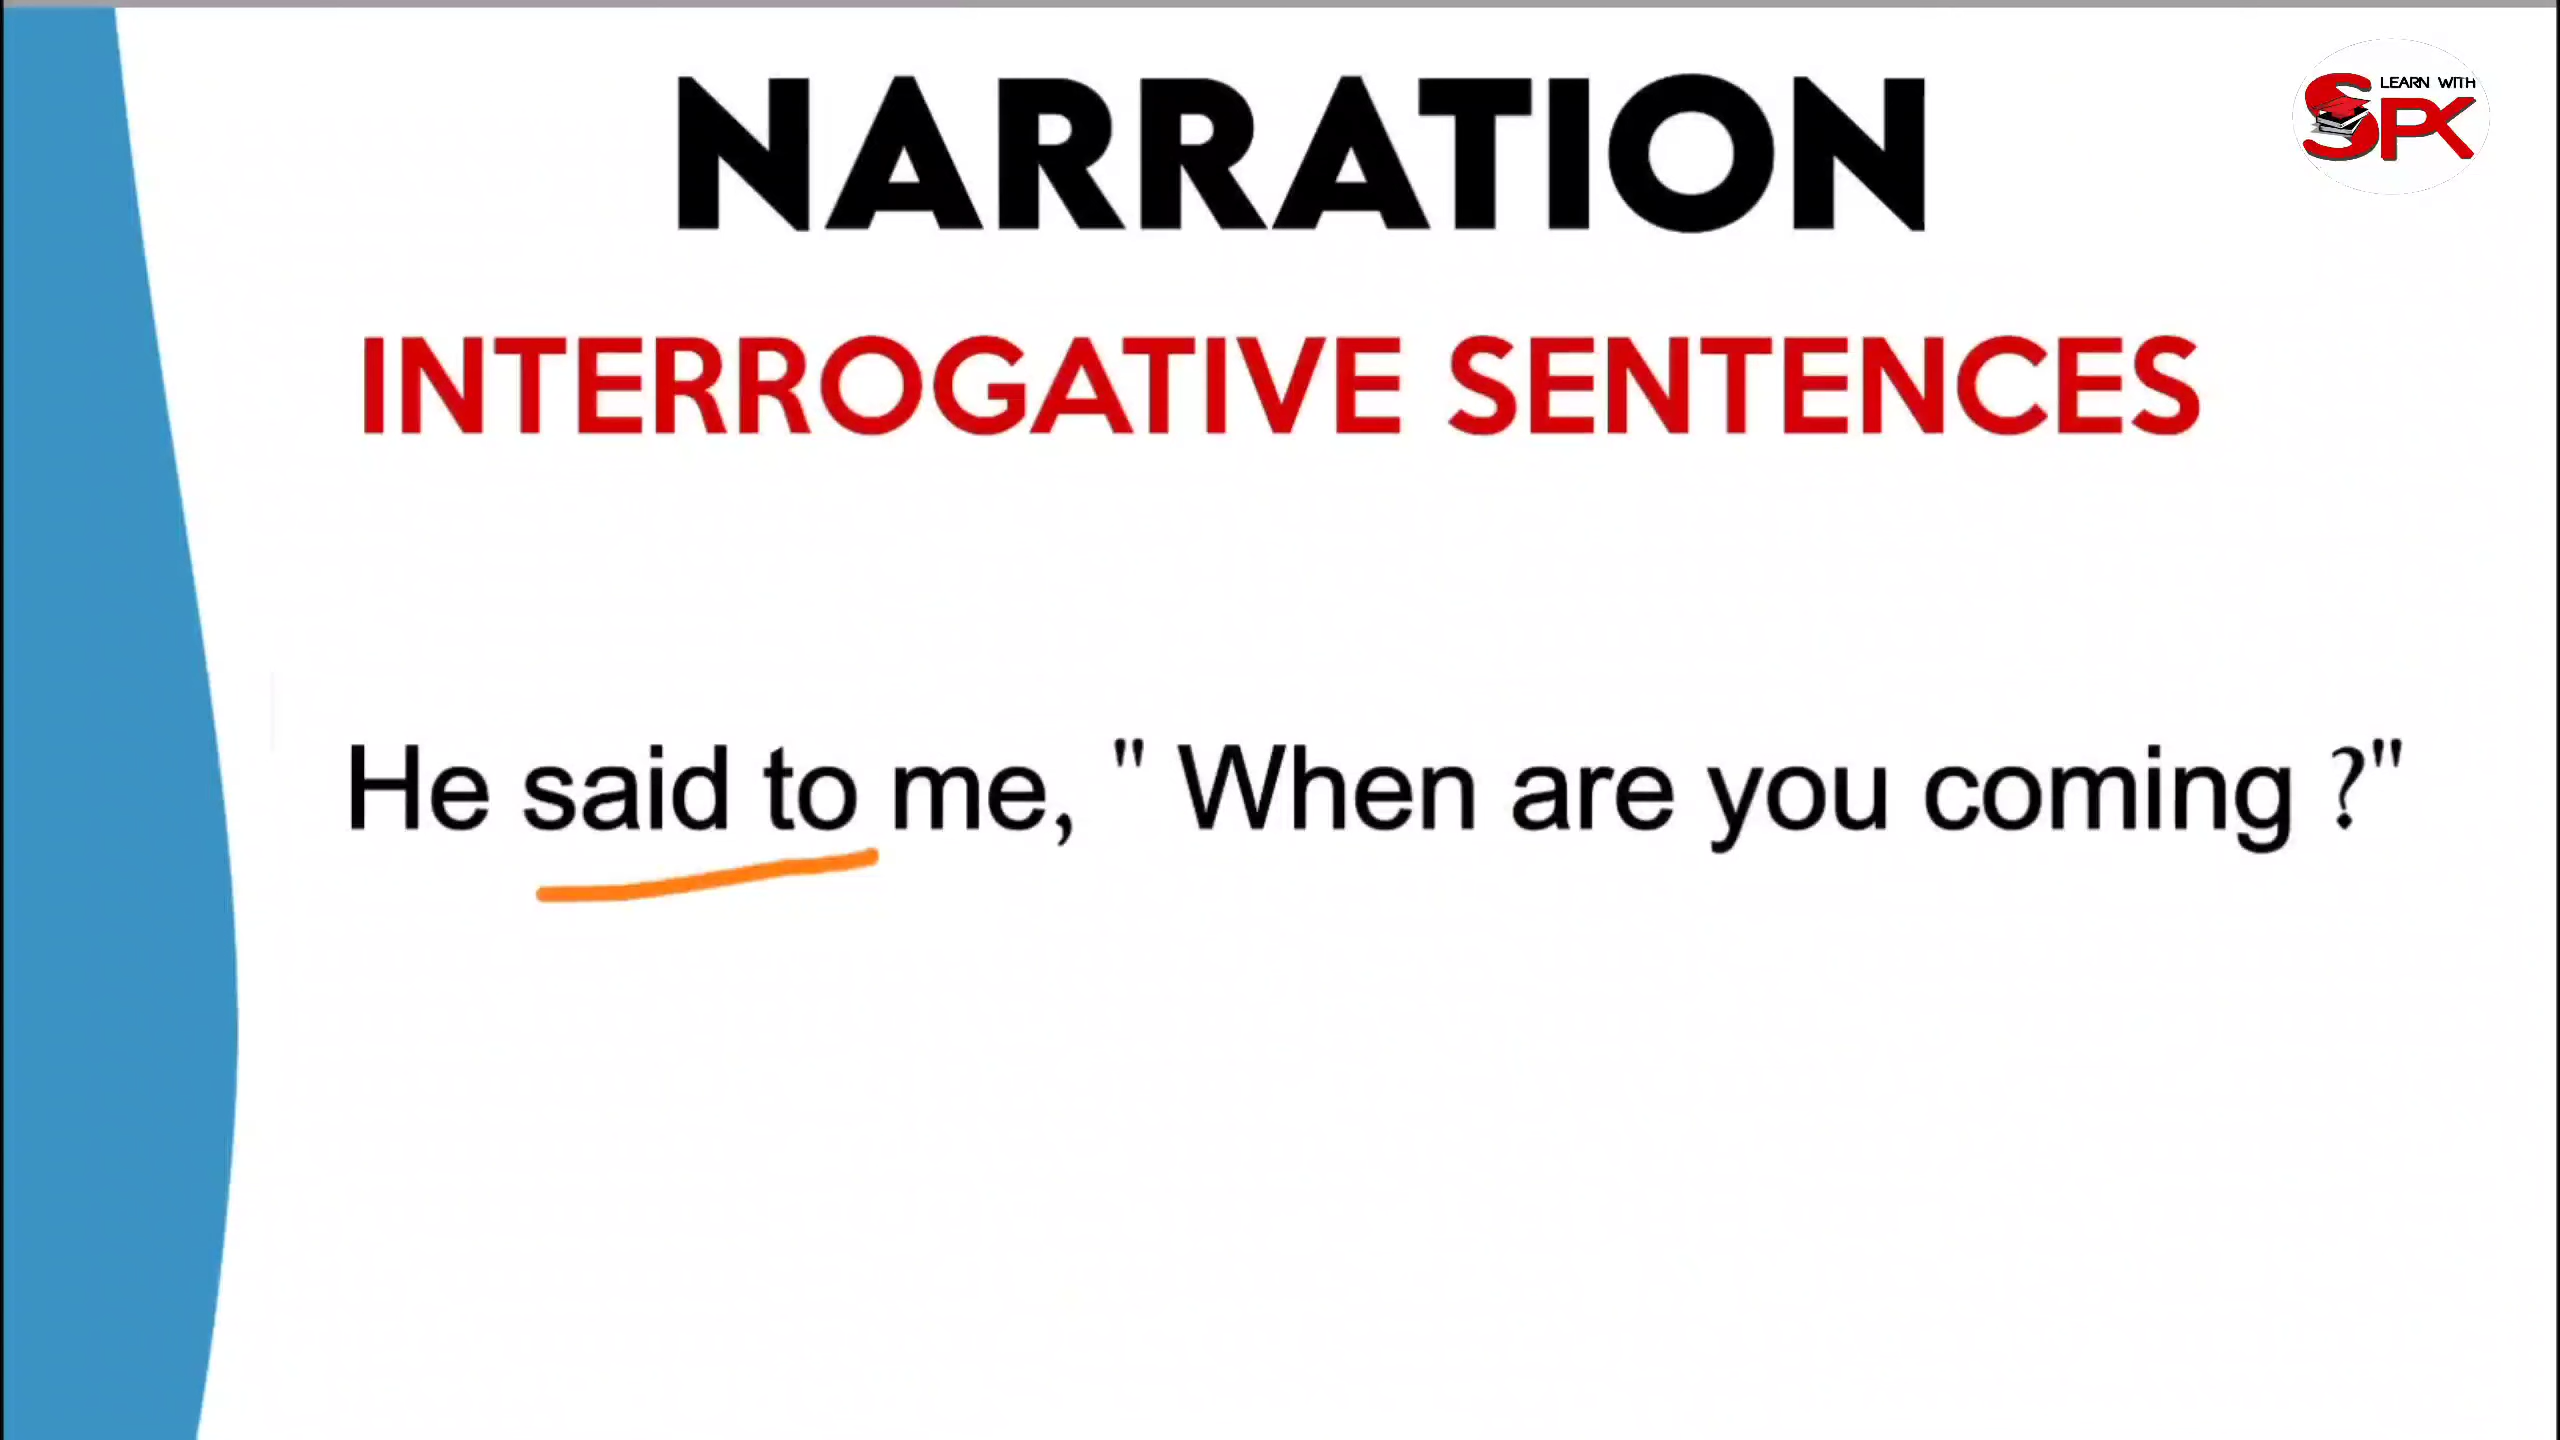 LEARN WITH
SPK
NARRATION
INTERROGATIVE SENTENCES
He said to me, " When are you coming ?"